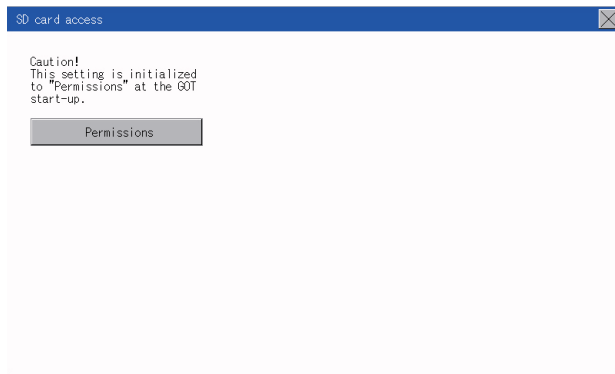 SD card access
Caution!
This setting is initialized
to "Permissions" at the GOT
start-up.
Permissions